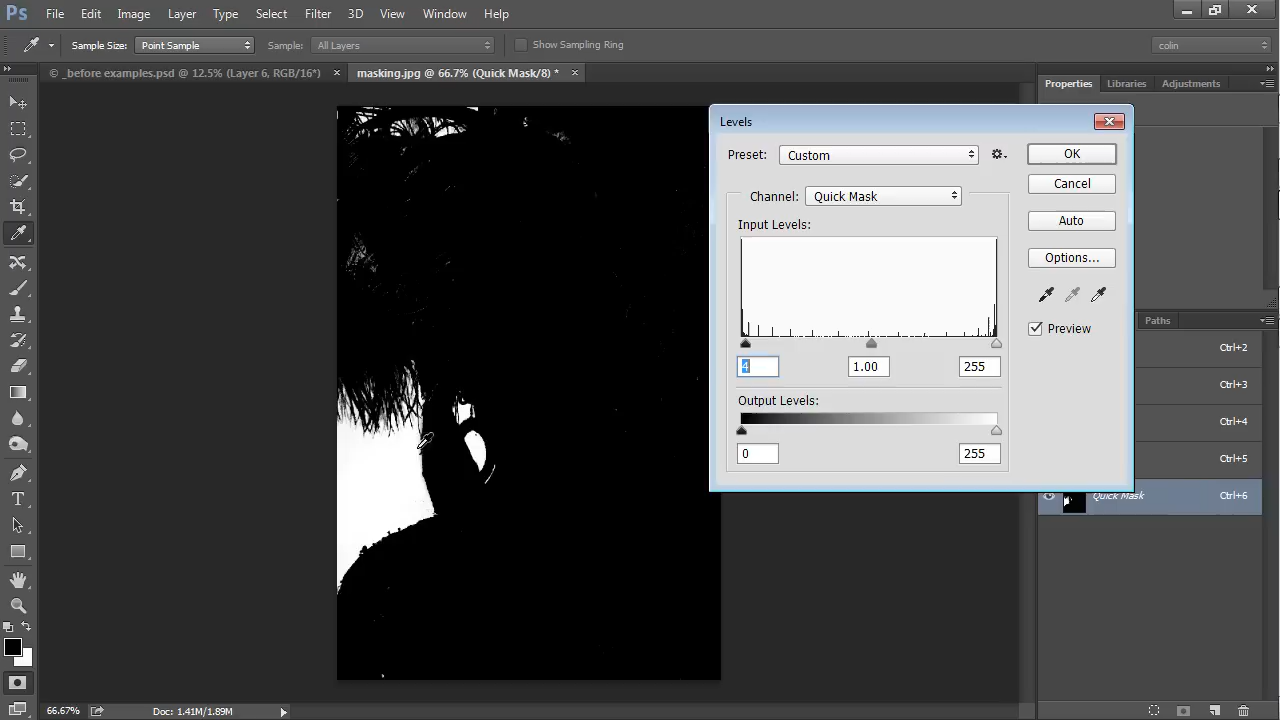 Ps File Edit Image Layer Type Select Filter 3D View Window Help
Sample Size: Point Sample Sample: All Layers Show Sampling Ring colin
© _before examples.psd @ 12.5% (Layer 6, RGB/16*) × masking.jpg @ 66.7% (Quick Mask/8) * ×
Properties Libraries Adjustments
Levels
Preset: Custom OK
Cancel
Channel: Quick Mask
Auto
Input Levels:
Options...
Preview
4 1.00 255
Output Levels:
0 255
Paths
Ctrl+2
Ctrl+3
Ctrl+4
Ctrl+5
Quick Mask Ctrl+6
T
66.67% Doc: 1.41M/1.89M